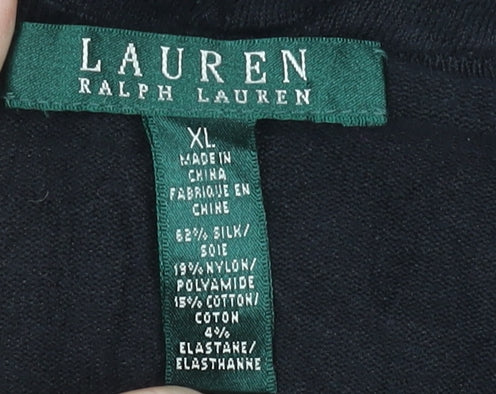 LAUREN
RALPH LAUREN
XL
MADE IN
CHINA
FABRIQUE EN
CHINE
62% SILK/
SOIE
19% NYLON/
POLYAMIDE
15% COTTON/
COTON
4%
ELASTANE/
ELASTHANNE